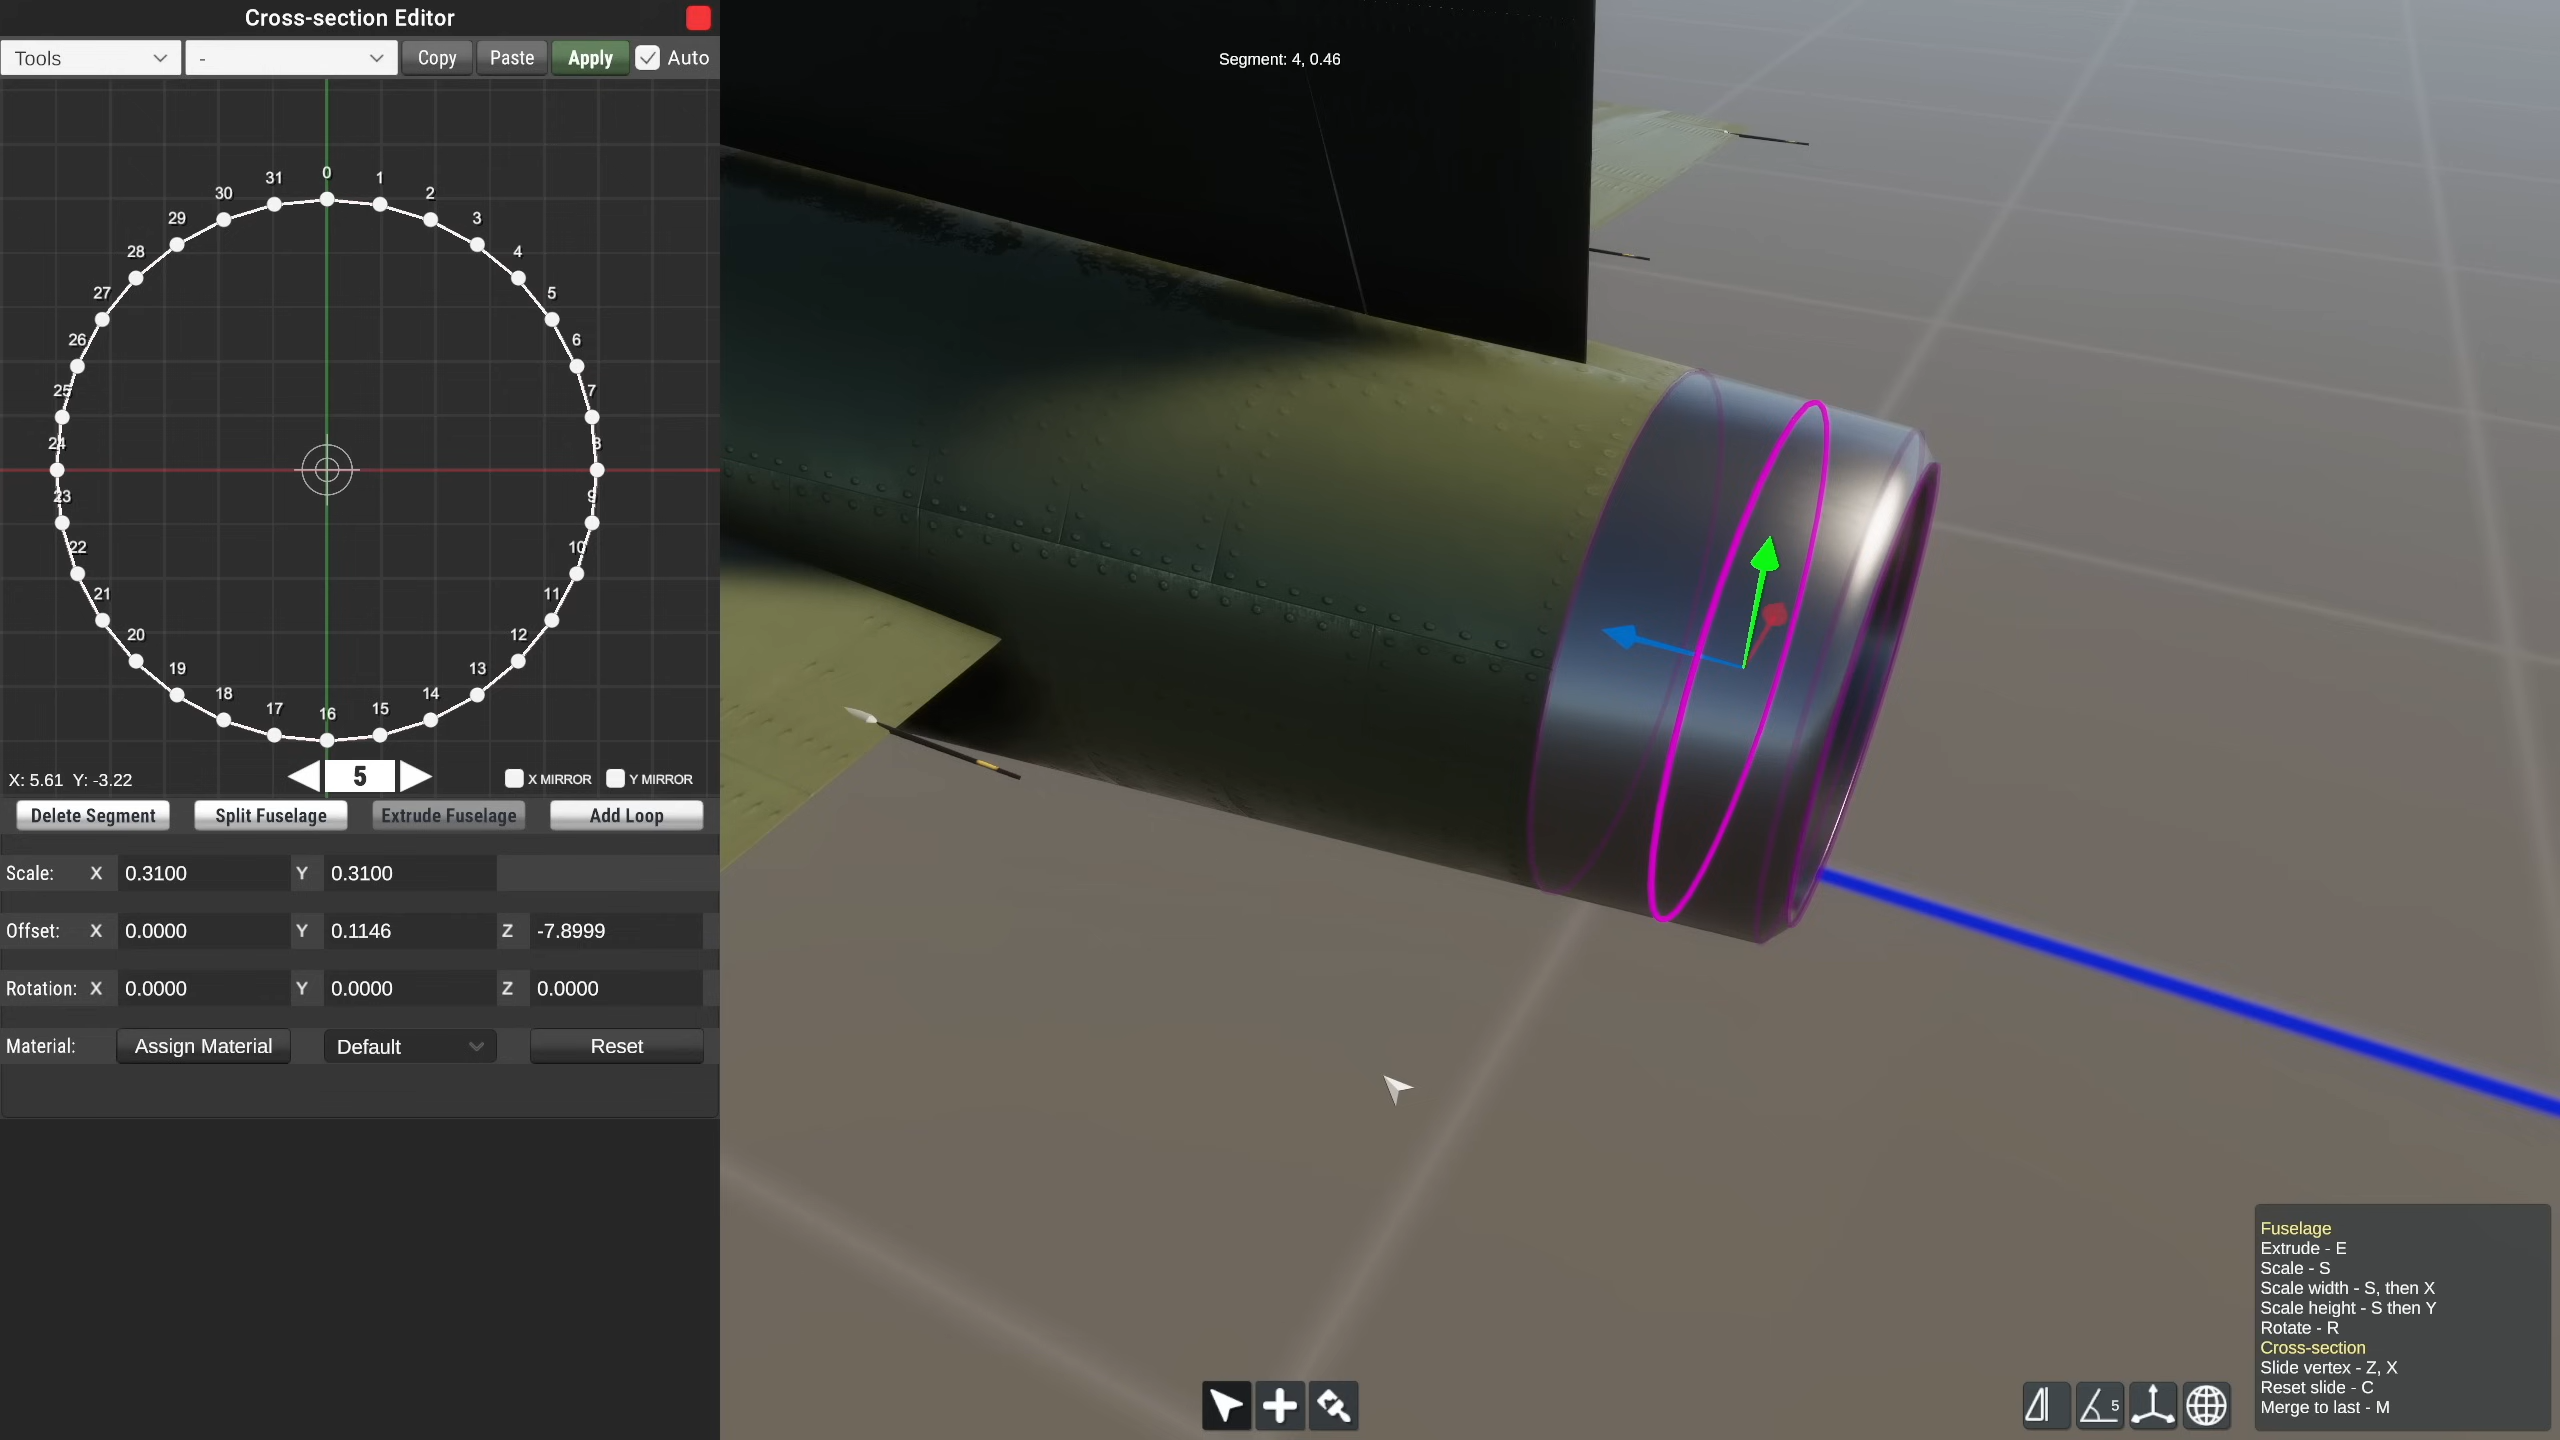 Cross-section Editor
Tools
-
Copy
Paste
Apply
Auto
Segment: 4, 0.46
0
1
2
3
4
5
6
7
8
9
10
11
12
13
14
15
16
17
18
19
20
21
22
23
24
25
26
27
28
29
30
31
X: 5.61 Y: -3.22
5
X MIRROR
Y MIRROR
Delete Segment
Split Fuselage
Extrude Fuselage
Add Loop
Scale: X 0.3100 Y 0.3100
Offset: X 0.0000 Y 0.1146 Z -7.8999
Rotation: X 0.0000 Y 0.0000 Z 0.0000
Material: Assign Material Default Reset
Fuselage
Extrude - E
Scale - S
Scale width - S, then X
Scale height - S then Y
Rotate - R
Cross-section
Slide vertex - Z, X
Reset slide - C
Merge to last - M
5